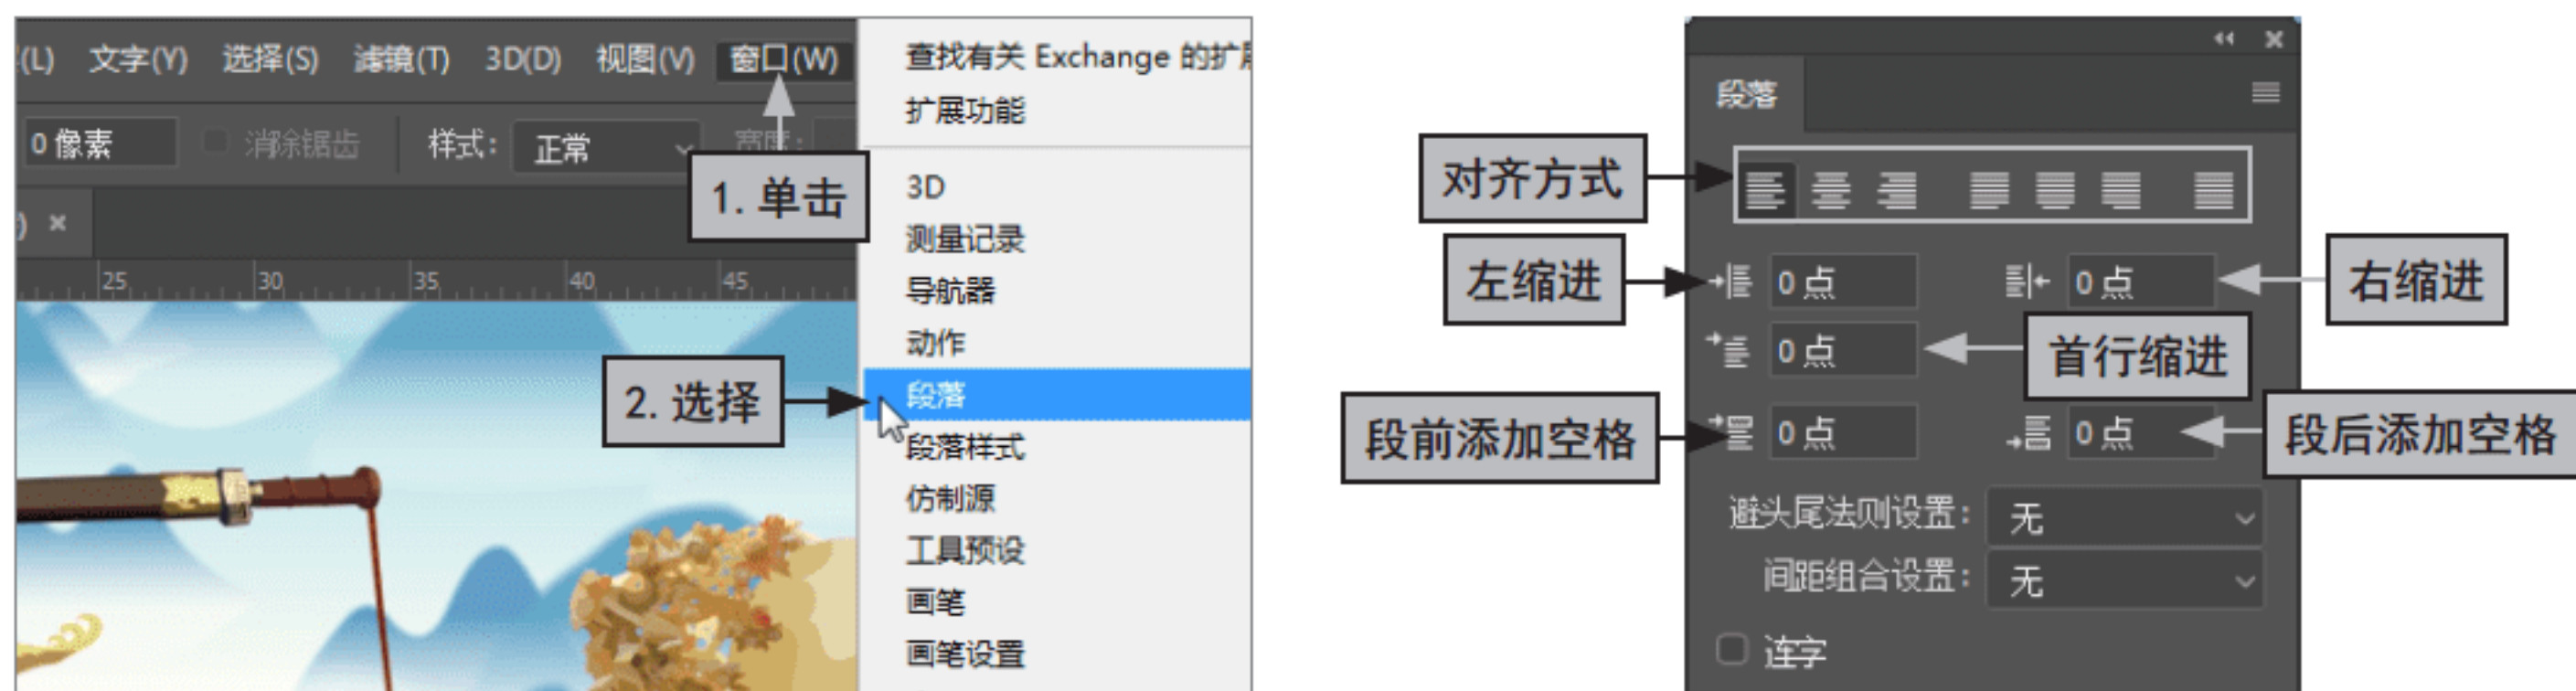 (L) 文字(Y) 选择(S) 滤镜(T) 3D(D) 视图(V) 窗口(W)
0 像素 消除锯齿 样式: 正常 宽度:
1. 单击
) ×
25 30 35 40 45
2. 选择
查找有关 Exchange 的扩展
扩展功能
3D
测量记录
导航器
动作
段落
段落样式
仿制源
工具预设
画笔
画笔设置
段落
对齐方式
左缩进 0 点 0 点 右缩进
0 点 首行缩进
段前添加空格 0 点 0 点 段后添加空格
避头尾法则设置: 无
间距组合设置: 无
连字